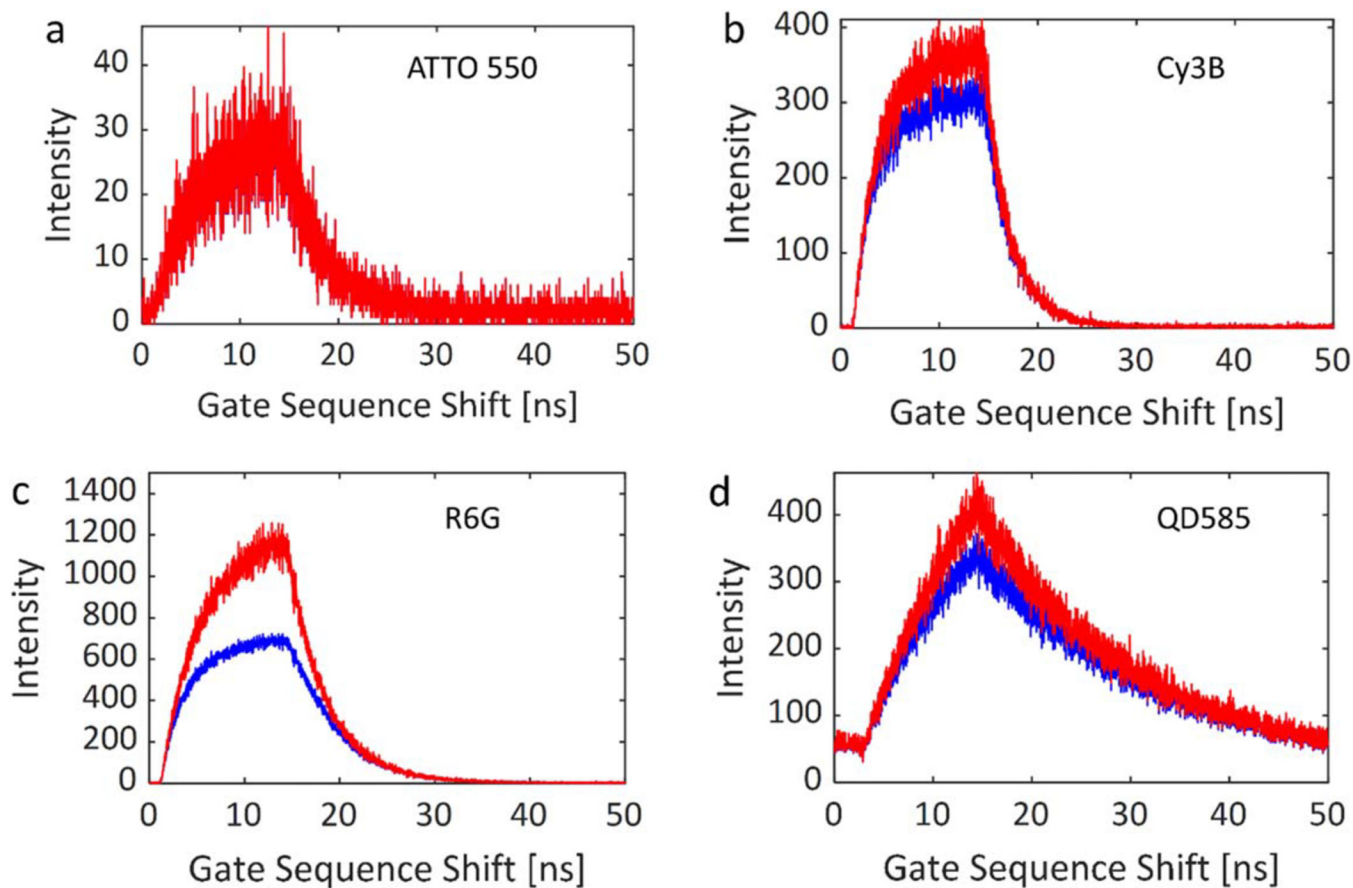 a
ATTO 550
40
30
20
10
0
Intensity
0 10 20 30 40 50
Gate Sequence Shift [ns]
b
Cy3B
400
300
200
100
0
Intensity
0 10 20 30 40 50
Gate Sequence Shift [ns]
c
R6G
1400
1200
1000
800
600
400
200
0
Intensity
0 10 20 30 40 50
Gate Sequence Shift [ns]
d
QD585
400
300
200
100
0
Intensity
0 10 20 30 40 50
Gate Sequence Shift [ns]